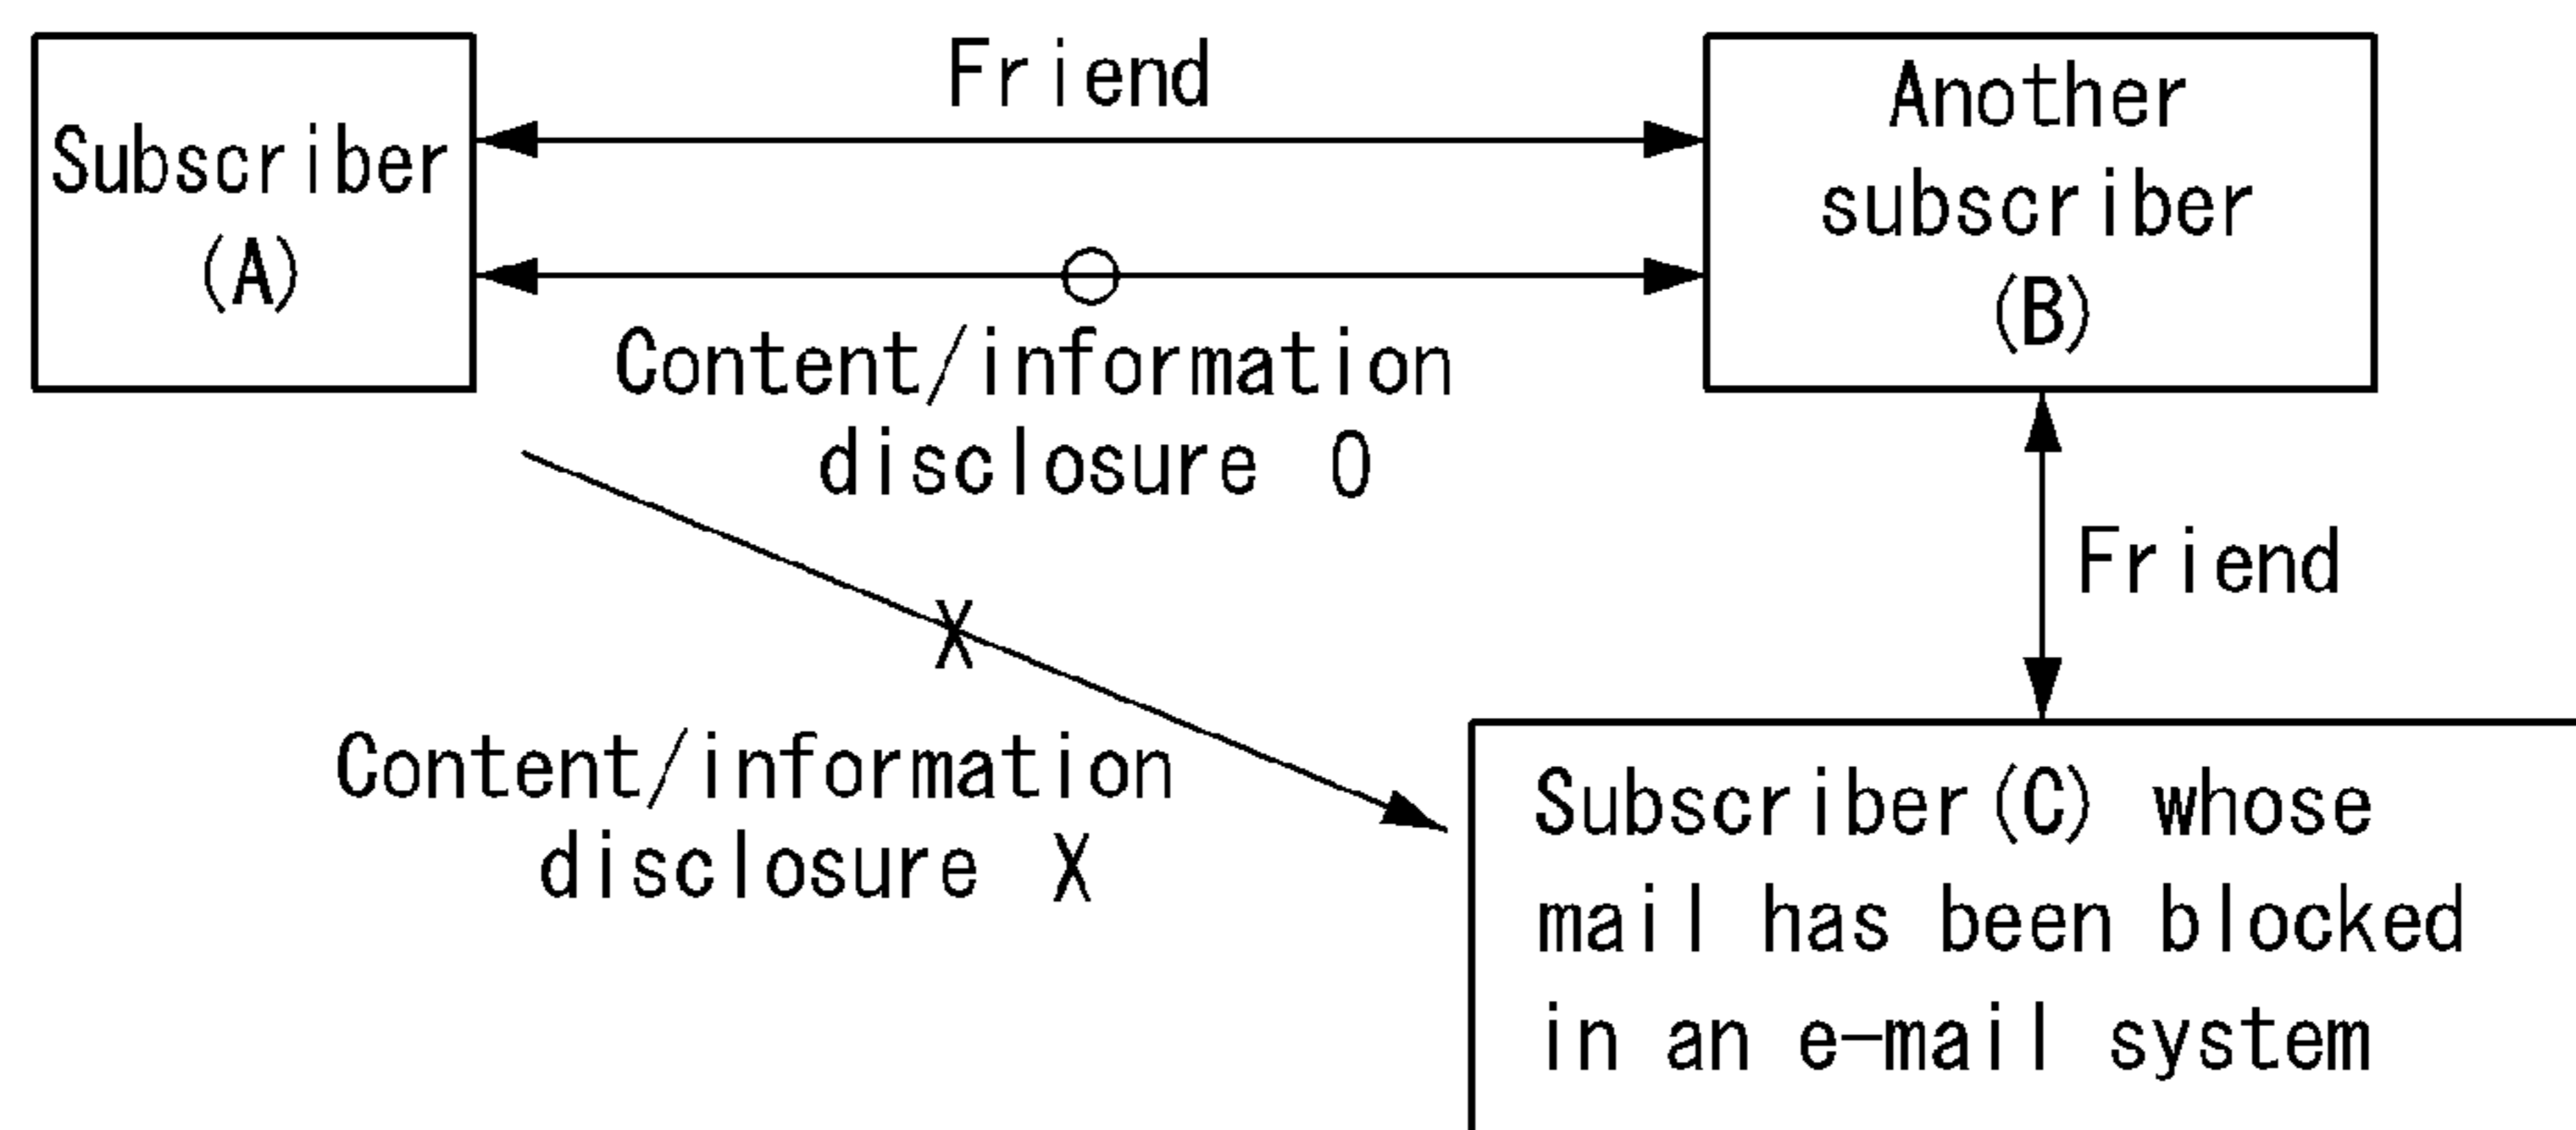 Subscriber
(A)
Friend
Another
subscriber
(B)
Content/information
disclosure O
Friend
X
Content/information
disclosure X
Subscriber(C) whose
mail has been blocked
in an e-mail system